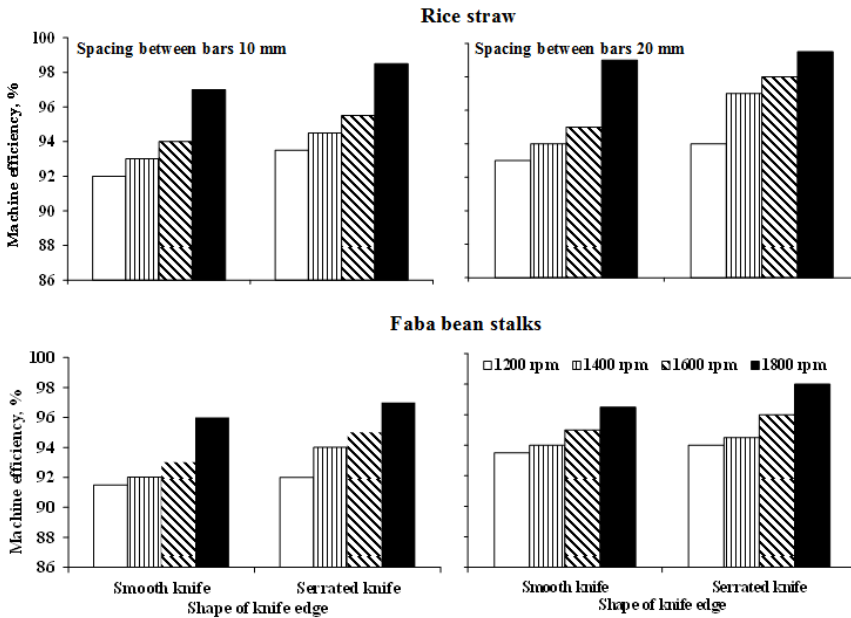 Rice straw
Spacing between bars 10 mm
Spacing between bars 20 mm
Machine efficiency, %
100
98
96
94
92
90
88
86
Faba bean stalks
1200 rpm 1400 rpm 1600 rpm 1800 rpm
Machine efficiency, %
100
98
96
94
92
90
88
86
Smooth knife Serrated knife
Shape of knife edge
Smooth knife Serrated knife
Shape of knife edge